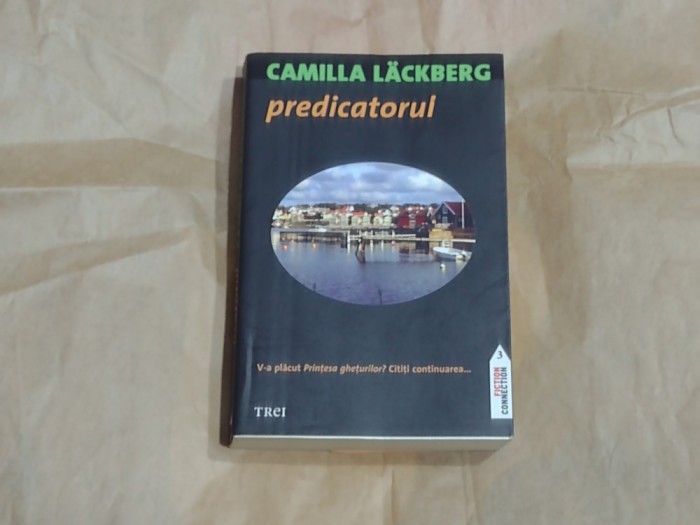 CAMILLA LÄCKBERG
predicatorul
V-a plăcut Prințesa ghețurilor? Citiți continuarea...
3
FICTION
CONNECTION
TREI